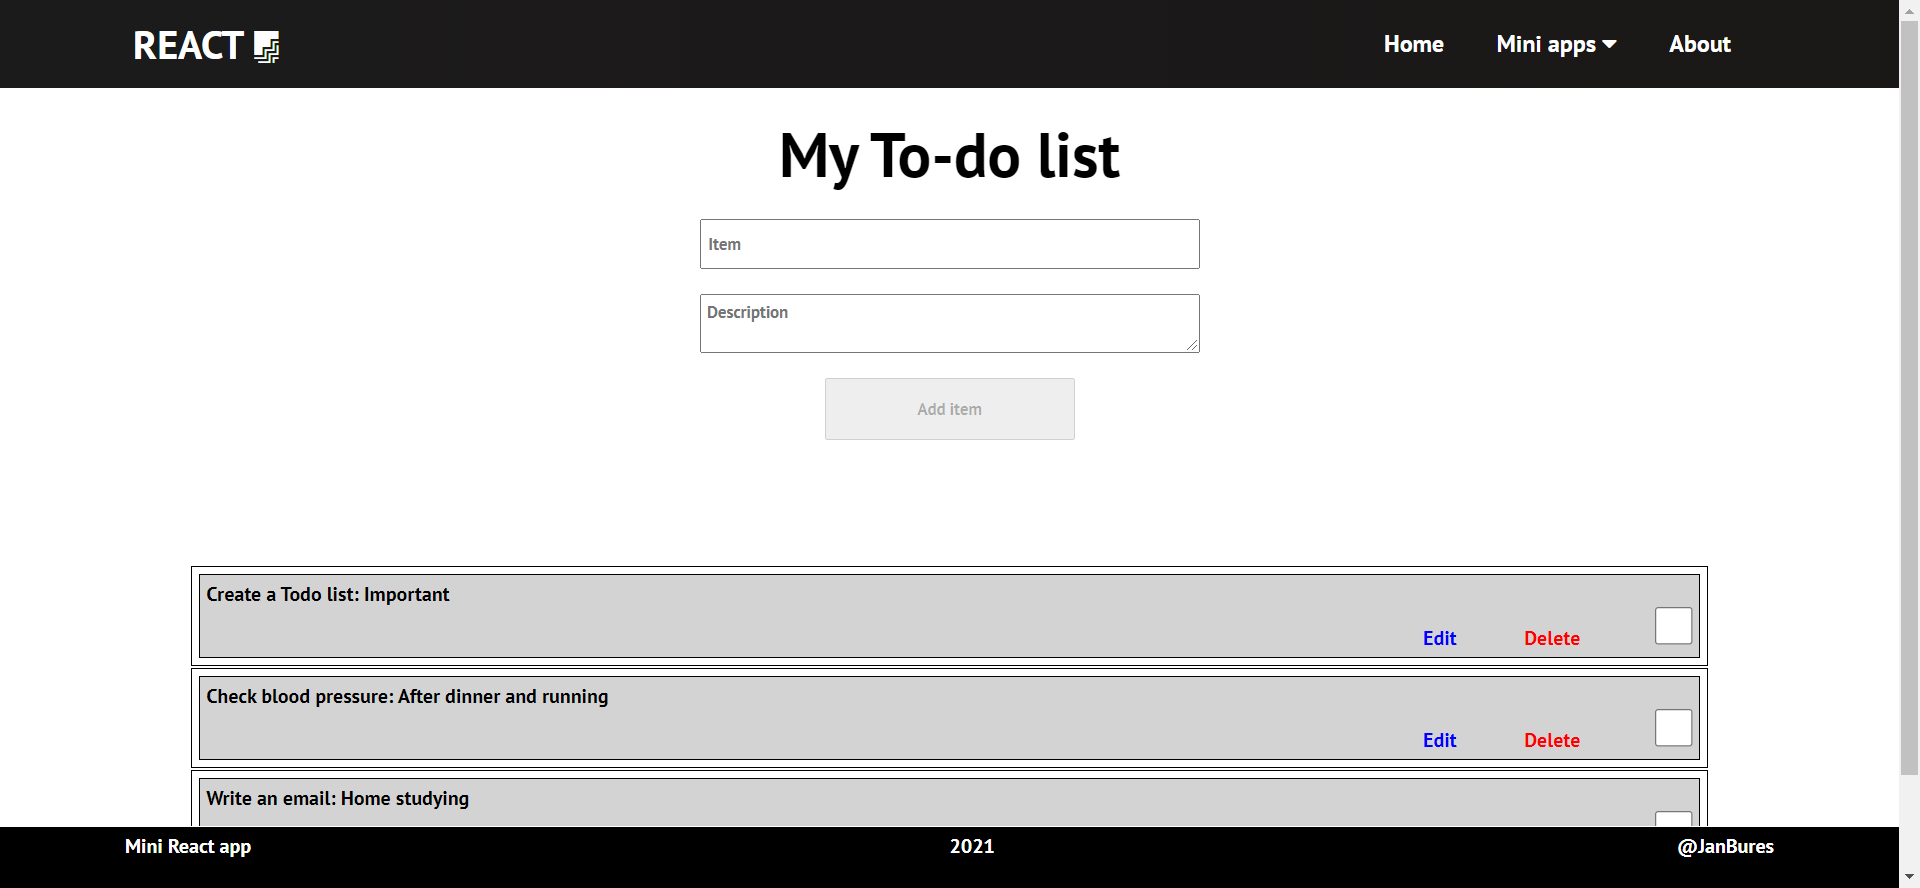 REACT
Home Mini apps About
My To-do list
Item
Description
Add item
Create a Todo list: Important
Edit Delete
Check blood pressure: After dinner and running
Edit Delete
Write an email: Home studying
Mini React app 2021 @JanBures